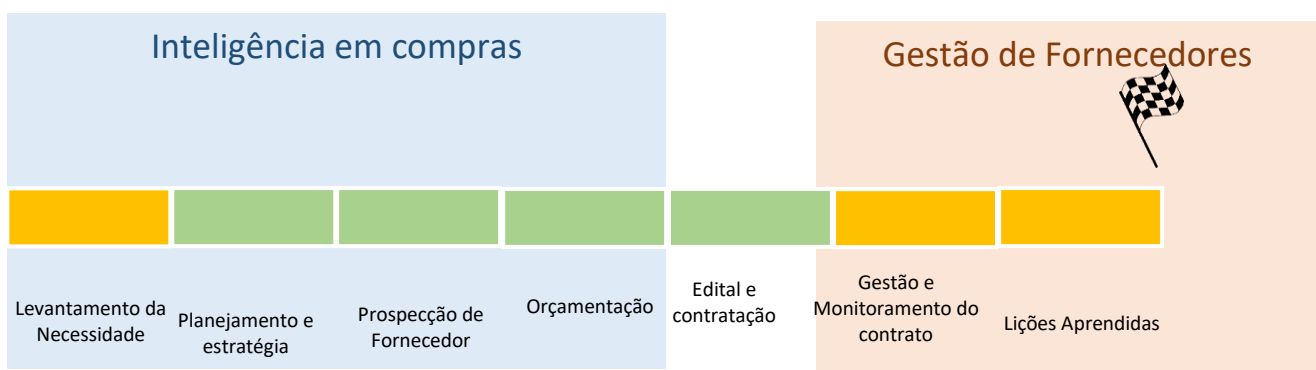 Inteligência em compras
Gestão de Fornecedores
Levantamento da
Necessidade
Planejamento e
estratégia
Prospecção de
Fornecedor
Orçamentação
Edital e
contratação
Gestão e
Monitoramento do
contrato
Lições Aprendidas